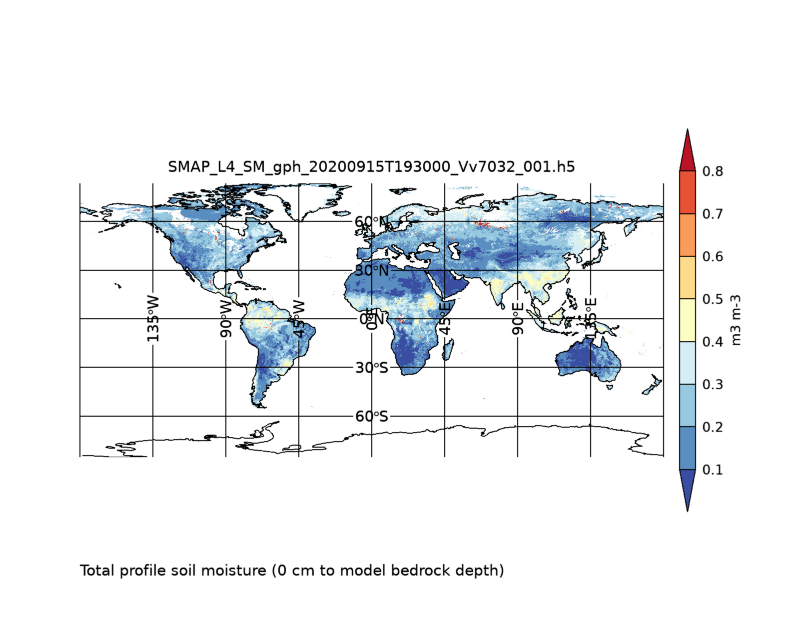 SMAP_L4_SM_gph_20200915T193000_Vv7032_001.h5
0.8
0.7
60°N
0.6
30°N
0.5
135°W
90°W
45°W
0°E
0°N
45°E
90°E
135°E
m3 m-3
0.4
30°S
0.3
60°S
0.2
0.1
Total profile soil moisture (0 cm to model bedrock depth)